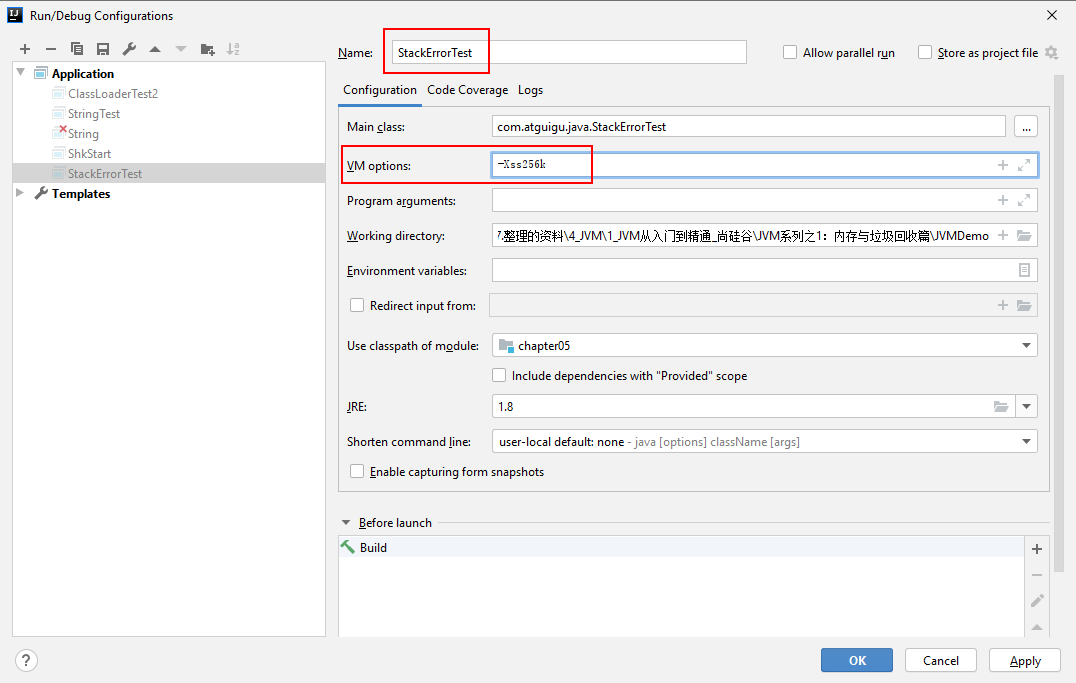 Run/Debug Configurations
Name: StackErrorTest
Allow parallel run
Store as project file
Application
ClassLoaderTest2
StringTest
String
ShkStart
StackErrorTest
Templates
Configuration Code Coverage Logs
Main class: com.atguigu.java.StackErrorTest ...
VM options: -Xss256k
Program arguments:
Working directory: 7.整理的资料\4_JVM\1_JVM从入门到精通_尚硅谷\JVM系列之1：内存与垃圾回收篇\JVMDemo
Environment variables:
Redirect input from:
Use classpath of module: chapter05
Include dependencies with "Provided" scope
JRE: 1.8
Shorten command line: user-local default: none - java [options] className [args]
Enable capturing form snapshots
Before launch
Build
? OK Cancel Apply